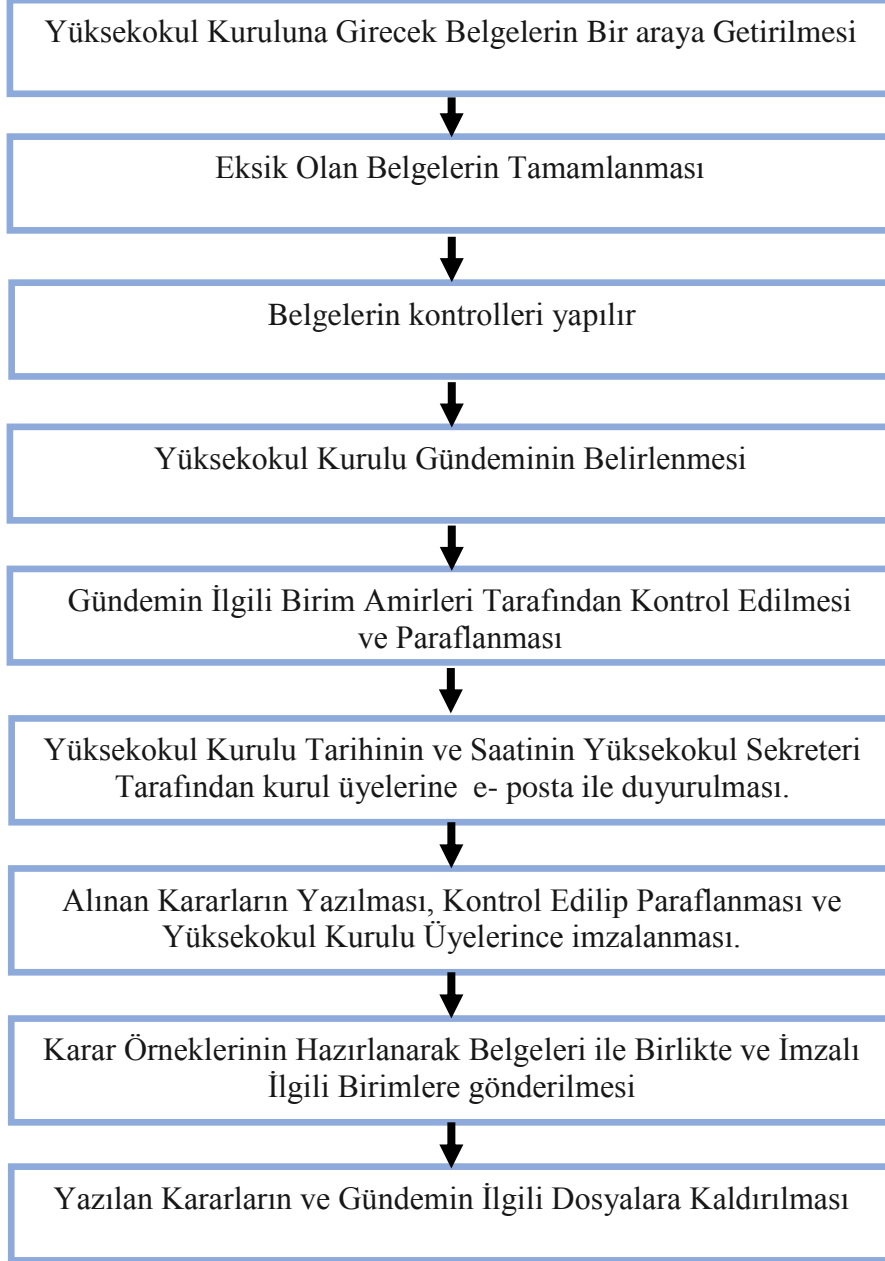 Yüksekokul Kuruluna Girecek Belgelerin Bir araya Getirilmesi
Eksik Olan Belgelerin Tamamlanması
Belgelerin kontrolleri yapılır
Yüksekokul Kurulu Gündeminin Belirlenmesi
Gündemin İlgili Birim Amirleri Tarafından Kontrol Edilmesi
ve Paraflanması
Yüksekokul Kurulu Tarihinin ve Saatinin Yüksekokul Sekreteri
Tarafından kurul üyelerine e- posta ile duyurulması.
Alınan Kararların Yazılması, Kontrol Edilip Paraflanması ve
Yüksekokul Kurulu Üyelerince imzalanması.
Karar Örneklerinin Hazırlanarak Belgeleri ile Birlikte ve İmzalı
İlgili Birimlere gönderilmesi
Yazılan Kararların ve Gündemin İlgili Dosyalara Kaldırılması